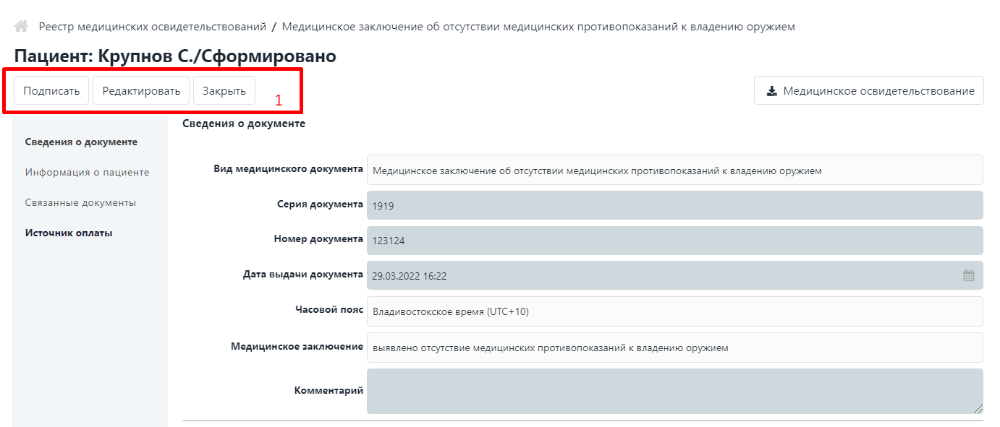 Реестр медицинских освидетельствований / Медицинское заключение об отсутствии медицинских противопоказаний к владению оружием
Пациент: Крупнов С./Сформировано
Подписать Редактировать Закрыть 1 Медицинское освидетельствование
Сведения о документе
Информация о пациенте
Связанные документы
Источник оплаты
Сведения о документе
Вид медицинского документа Медицинское заключение об отсутствии медицинских противопоказаний к владению оружием
Серия документа 1919
Номер документа 123124
Дата выдачи документа 29.03.2022 16:22
Часовой пояс Владивостокское время (UTC+10)
Медицинское заключение выявлено отсутствие медицинских противопоказаний к владению оружием
Комментарий